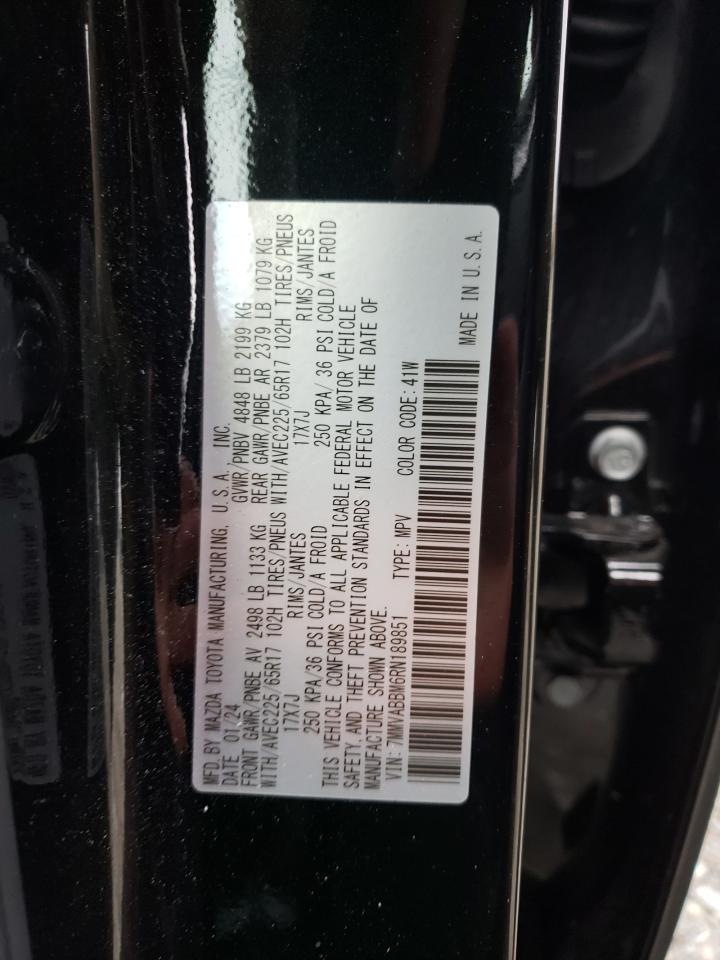 MFD. BY MAZDA TOYOTA MANUFACTURING, U.S.A., INC.
DATE 01/24 GVWR/PNBV 4848 LB 2199 KG
FRONT GAWR/PNBE AV 2498 LB 1133 KG REAR GAWR/PNBE AR 2379 LB 1079 KG
WITH/AVEC225/65R17 102H TIRES/PNEUS WITH/AVEC225/65R17 102H TIRES/PNEUS
17X7J RIMS/JANTES 17X7J RIMS/JANTES
250 KPA/36 PSI COLD/A FROID 250 KPA/ 36 PSI COLD/A FROID
THIS VEHICLE CONFORMS TO ALL APPLICABLE FEDERAL MOTOR VEHICLE
SAFETY AND THEFT PREVENTION STANDARDS IN EFFECT ON THE DATE OF
MANUFACTURE SHOWN ABOVE.
VIN:7MMVABBM6RN189851 TYPE: MPV COLOR CODE: 41W
MADE IN U.S.A.